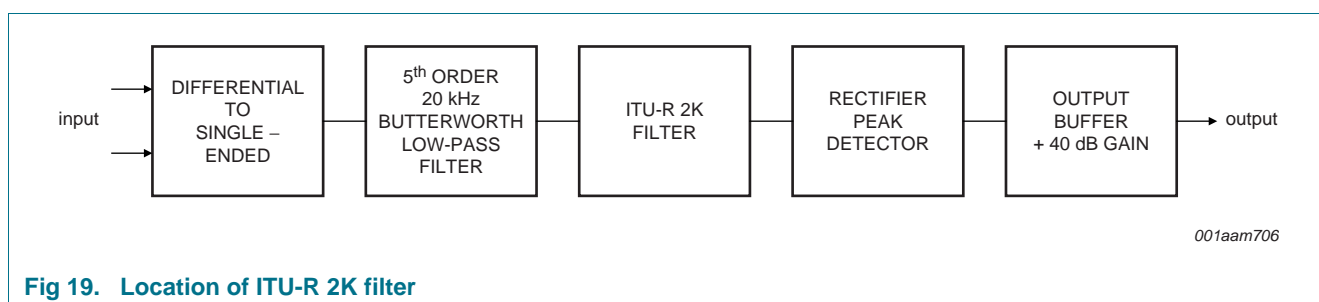 input
DIFFERENTIAL
TO
SINGLE –
ENDED
5th ORDER
20 kHz
BUTTERWORTH
LOW-PASS
FILTER
ITU-R 2K
FILTER
RECTIFIER
PEAK
DETECTOR
OUTPUT
BUFFER
+ 40 dB GAIN
output
001aam706
Fig 19. Location of ITU-R 2K filter